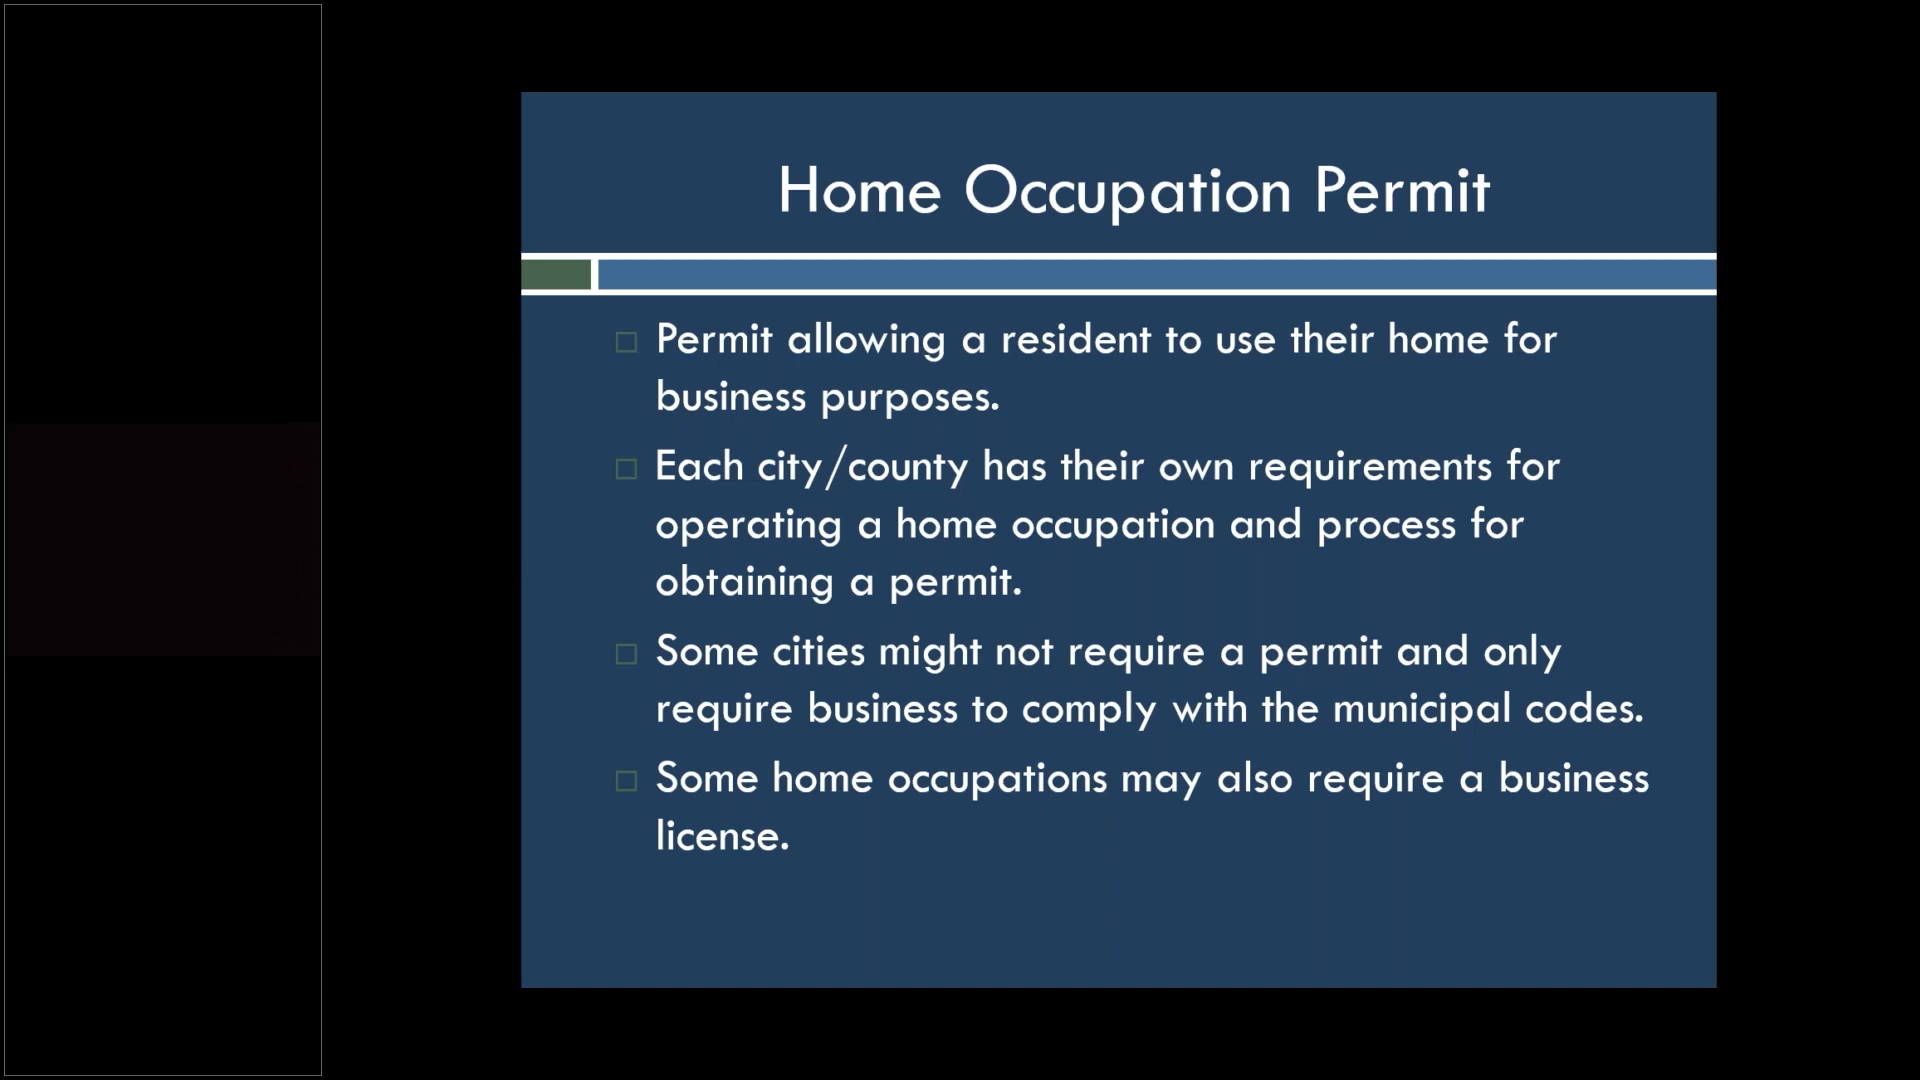 Home Occupation Permit
Permit allowing a resident to use their home for
business purposes.
Each city/county has their own requirements for
operating a home occupation and process for
obtaining a permit.
Some cities might not require a permit and only
require business to comply with the municipal codes.
Some home occupations may also require a business
license.